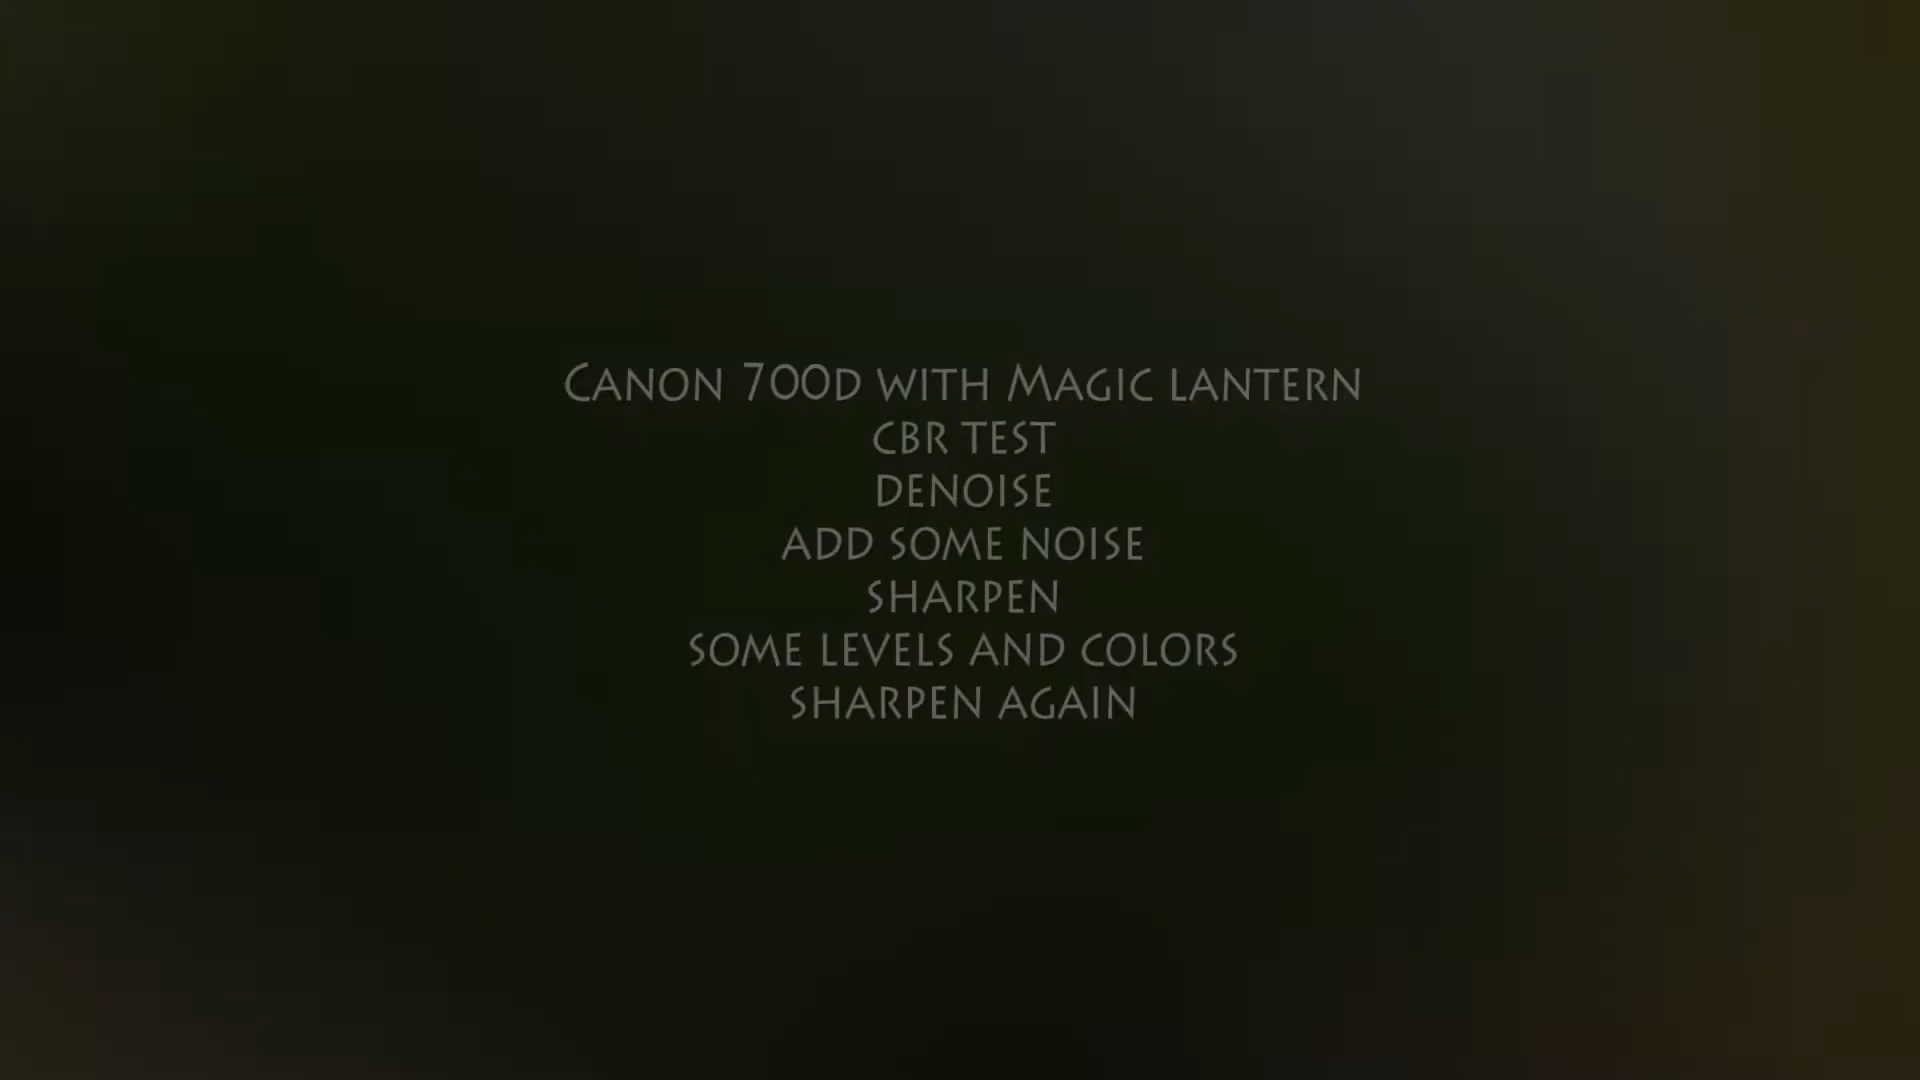 Canon 700D with Magic lantern
CBR test
Denoise
Add some noise
Sharpen
Some levels and colors
Sharpen again